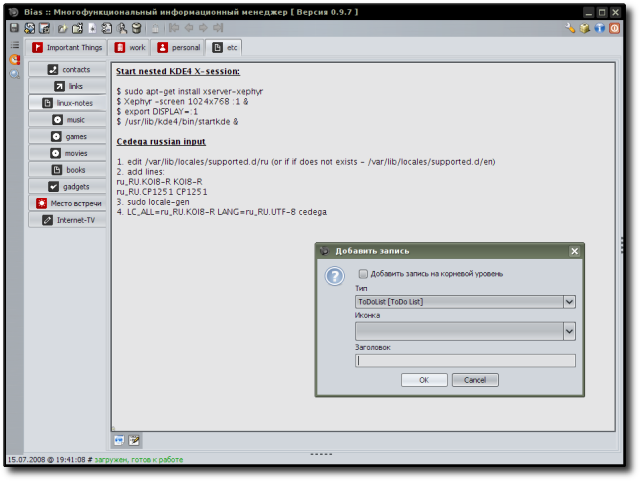 Bias :: Многофункциональный информационный менеджер [ Версия 0.9.7 ]
Important Things
work
personal
etc
contacts
links
linux-notes
music
games
movies
books
gadgets
Место встречи
Internet-TV
Start nested KDE4 X-session:
$ sudo apt-get install xserver-xephyr
$ Xephyr -screen 1024x768 :1 &
$ export DISPLAY=:1
$ /usr/lib/kde4/bin/startkde &
Cedega russian input
1. edit /var/lib/locales/supported.d/ru (or if if does not exists - /var/lib/locales/supported.d/en)
2. add lines:
ru_RU.KOI8-R KOI8-R
ru_RU.CP1251 CP1251
3. sudo locale-gen
4. LC_ALL=ru_RU.KOI8-R LANG=ru_RU.UTF-8 cedega
Добавить запись
Добавить запись на корневой уровень
Тип
ToDoList [ToDo List]
Иконка
Заголовок
OK
Cancel
15.07.2008 @ 19:41:08 # загружен, готов к работе